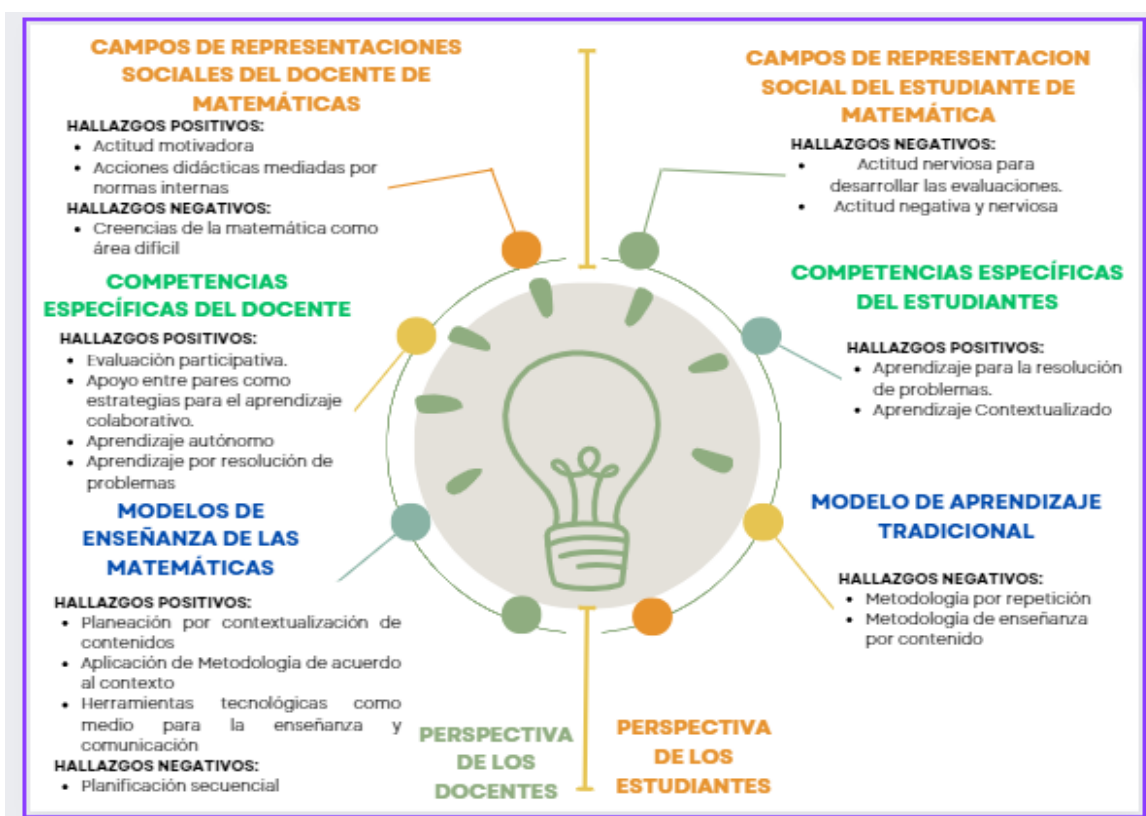 CAMPOS DE REPRESENTACIONES
SOCIALES DEL DOCENTE DE
MATEMÁTICAS
HALLAZGOS POSITIVOS:
• Actitud motivadora
• Acciones didácticas mediadas por
normas internas
HALLAZGOS NEGATIVOS:
• Creencias de la matemática como
área difícil
COMPETENCIAS
ESPECÍFICAS DEL DOCENTE
HALLAZGOS POSITIVOS:
• Evaluación participativa.
• Apoyo entre pares como
estrategias para el aprendizaje
colaborativo.
• Aprendizaje autónomo
• Aprendizaje por resolución de
problemas
MODELOS DE
ENSEÑANZA DE LAS
MATEMÁTICAS
HALLAZGOS POSITIVOS:
• Planeación por contextualización de
contenidos
• Aplicación de Metodología de acuerdo
al contexto
• Herramientas tecnológicas como
medio para la enseñanza y
comunicación
HALLAZGOS NEGATIVOS:
• Planificación secuencial
PERSPECTIVA
DE LOS
DOCENTES
CAMPOS DE REPRESENTACION
SOCIAL DEL ESTUDIANTE DE
MATEMÁTICA
HALLAZGOS NEGATIVOS:
• Actitud nerviosa para
desarrollar las evaluaciones.
• Actitud negativa y nerviosa
COMPETENCIAS ESPECÍFICAS
DEL ESTUDIANTES
HALLAZGOS POSITIVOS:
• Aprendizaje para la resolución
de problemas.
• Aprendizaje Contextualizado
MODELO DE APRENDIZAJE
TRADICIONAL
HALLAZGOS NEGATIVOS:
• Metodología por repetición
• Metodología de enseñanza
por contenido
PERSPECTIVA
DE LOS
ESTUDIANTES